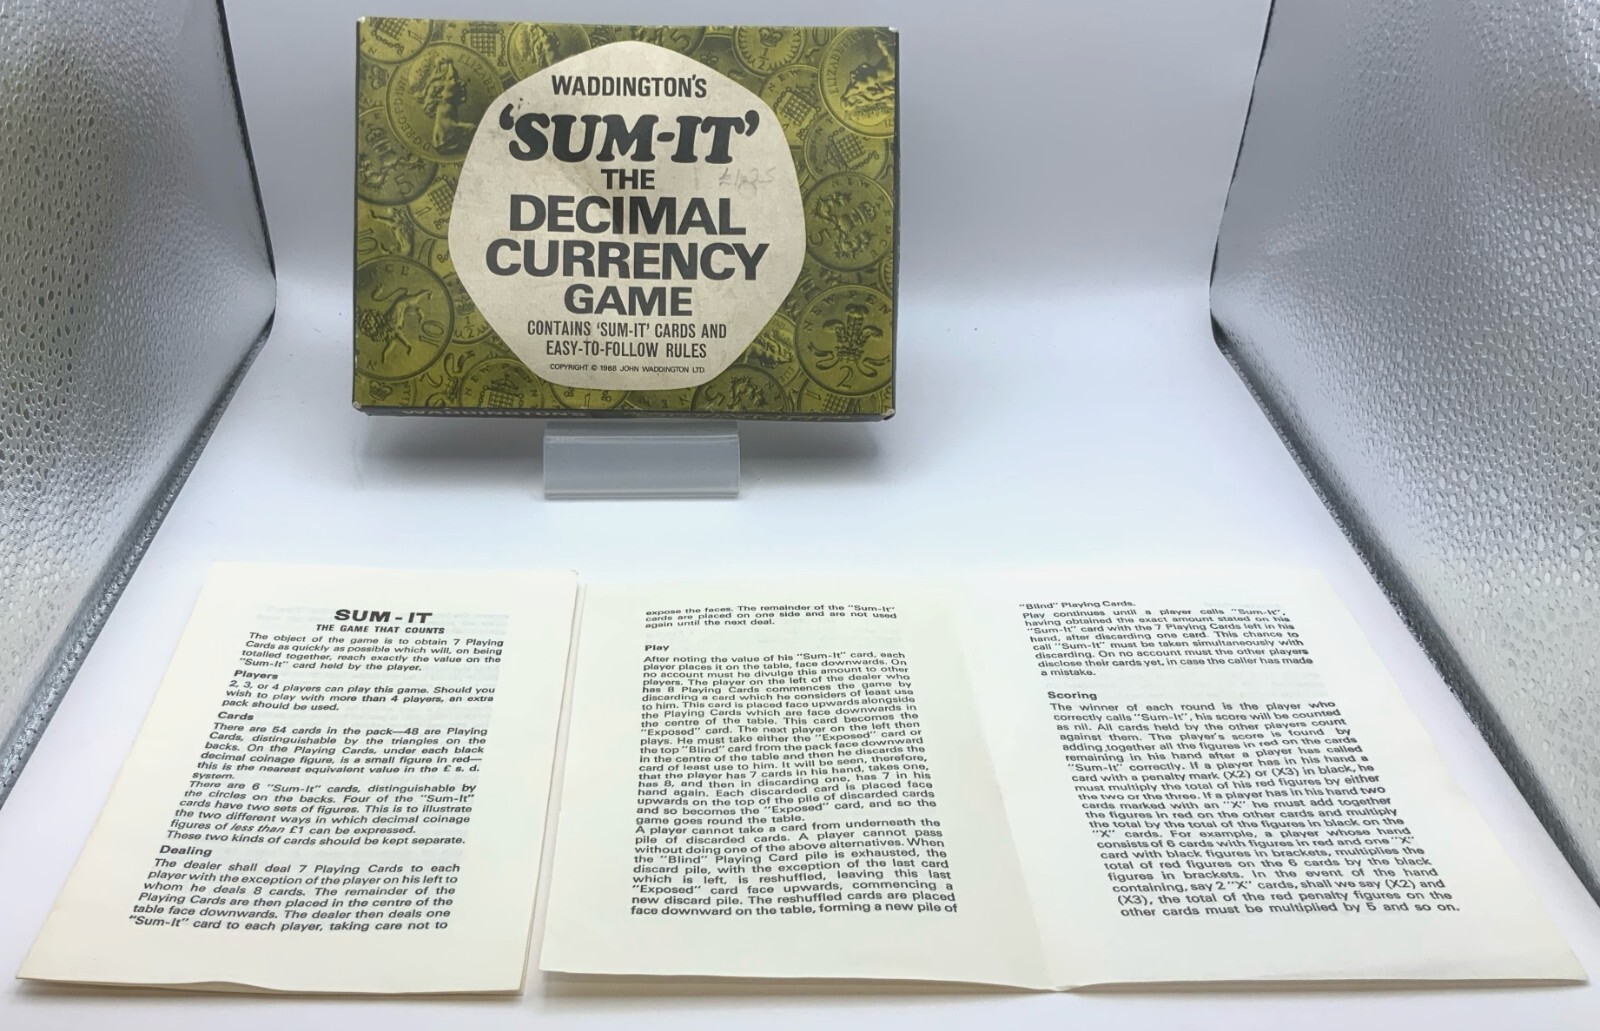 WADDINGTON'S
'SUM-IT'
THE
£1.25
DECIMAL
CURRENCY
GAME
CONTAINS 'SUM-IT' CARDS AND
EASY-TO-FOLLOW RULES
COPYRIGHT © 1968 JOHN WADDINGTON LTD.
WADDINGTON'S
SUM-IT
THE GAME THAT COUNTS
The object of the game is to obtain 7 Playing
Cards as quickly as possible which will, on being
totalled together, reach exactly the value on the
"Sum-It" card held by the player.
Players
2, 3, or 4 players can play this game. Should you
wish to play with more than 4 players, an extra
pack should be used.
Cards
There are 54 cards in the pack—48 are Playing
Cards, distinguishable by the triangles on the
backs. On the Playing Cards, under each black
decimal coinage figure, is a small figure in red—
this is the nearest equivalent value in the £ s. d.
system.
There are 6 "Sum-It" cards, distinguishable by
the circles on the backs. Four of the "Sum-It"
cards have two sets of figures. This is to illustrate
the two different ways in which decimal coinage
figures of less than £1 can be expressed.
These two kinds of cards should be kept separate.
Dealing
The dealer shall deal 7 Playing Cards to each
player with the exception of the player on his left to
whom he deals 8 cards. The remainder of the
Playing Cards are then placed in the centre of the
table face downwards. The dealer then deals one
"Sum-It" card to each player, taking care not to
expose the faces. The remainder of the "Sum-It"
cards are placed on one side and are not used
again until the next deal.
Play
After noting the value of his "Sum-It" card, each
player places it on the table, face downwards. On
no account must he divulge this amount to other
players. The player on the left of the dealer who
has 8 Playing Cards commences the game by
discarding a card which he considers of least use
to him. This card is placed face upwards alongside
the Playing Cards which are face downwards in
the centre of the table. This card becomes the
"Exposed" card. The next player on the left then
plays. He must take either the "Exposed" card or
the top "Blind" card from the pack face downward
in the centre of the table and then he discards the
card of least use to him. It will be seen, therefore,
that the player has 7 cards in his hand, takes one,
has 8, and then in discarding one, has 7 in his
hand again. Each discarded card is placed face
upwards on the top of the pile of discarded cards
and so becomes the "Exposed" card, and so the
game goes round the table.
A player cannot take a card from underneath the
pile of discarded cards. A player cannot pass
without doing one of the above alternatives. When
the "Blind" Playing Card pile is exhausted, the
discard pile, with the exception of the last card
which is left, is reshuffled, leaving this last
"Exposed" card face upwards, commencing a
new discard pile. The reshuffled cards are placed
face downward on the table, forming a new pile of
"Blind" Playing Cards.
Play continues until a player calls "Sum-It",
having obtained the exact amount stated on his
"Sum-It" card with the 7 Playing Cards left in his
hand, after discarding one card. This chance to
call "Sum-It" must be taken simultaneously with
discarding. On no account must the other players
disclose their cards yet, in case the caller has made
a mistake.
Scoring
The winner of each round is the player who
correctly calls "Sum-It", his score will be counted
as nil. All cards held by the other players count
against them. The player's score is found by
adding together all the figures in red on the cards
remaining in his hand after a player has called
"Sum-It" correctly. If a player has in his hand a
card with a penalty mark (X2) or (X3) in black, he
must multiply the total of his red figures by either
the two or the three. If a player has in his hand two
cards marked with an "X" he must add together
the figures in red on the other cards and multiply
the total by the total of the figures in black on the
"X" cards. For example, a player whose hand
consists of 6 cards with figures in red and one "X"
card with black figures in brackets, multiplies the
total of red figures on the 6 cards by the black
figures in brackets. In the event of the hand
containing, say 2 "X" cards, shall we say (X2) and
(X3), the total of the red penalty figures on the
other cards must be multiplied by 5 and so on.